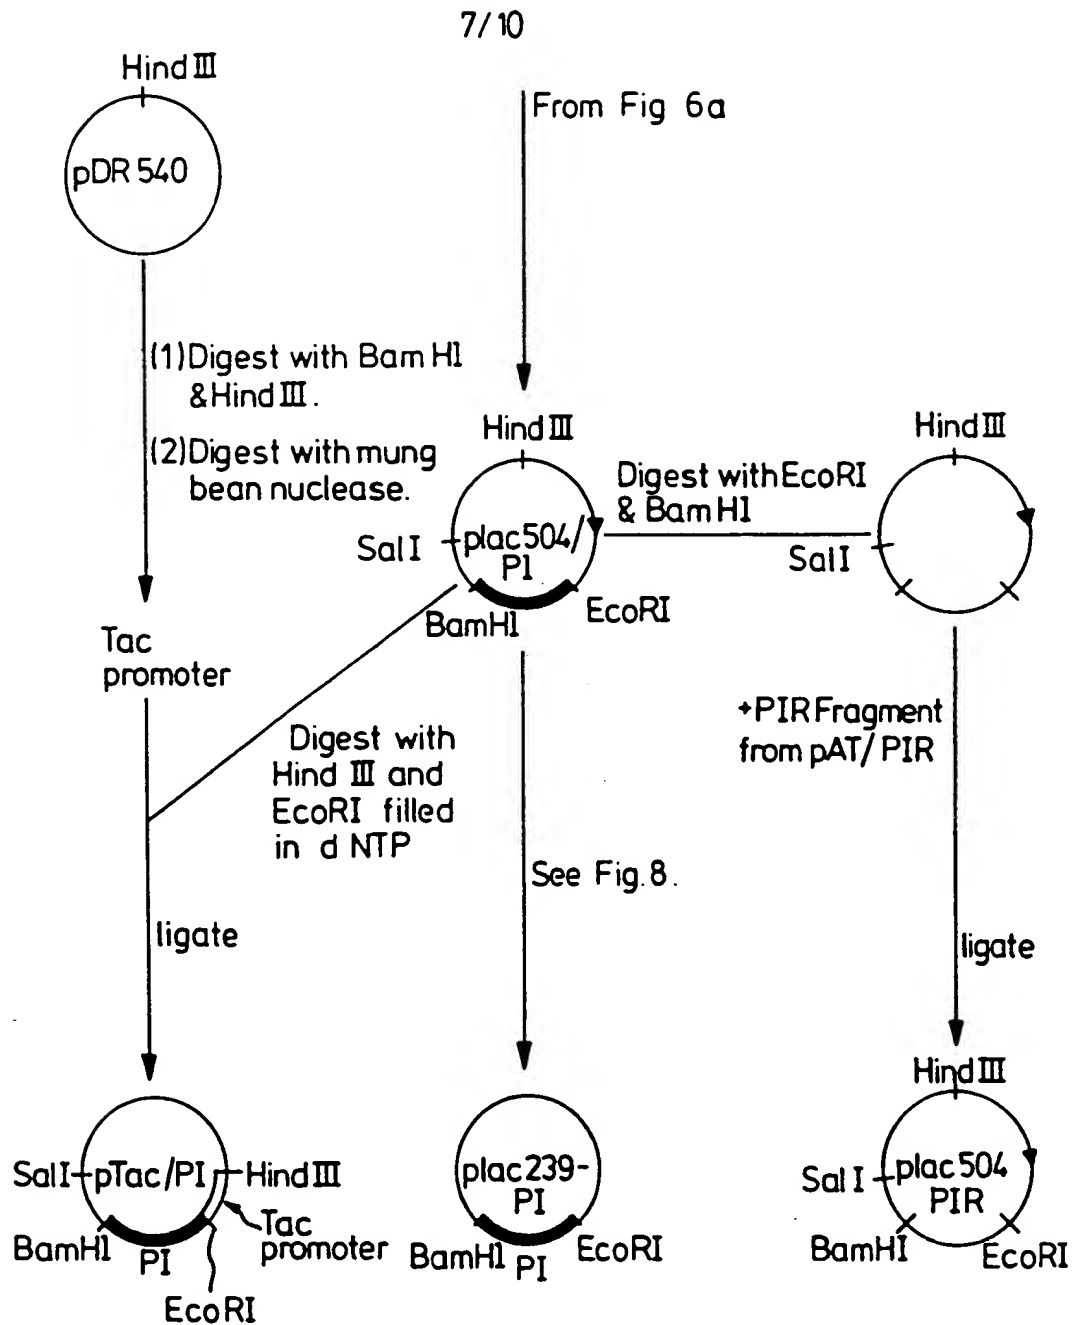 7/10
Hind III
pDR 540
From Fig 6a
(1) Digest with Bam H1
& Hind III.
(2) Digest with mung
bean nuclease.
Hind III
Sal I
plac504/
PI
BamH1
EcoRI
Digest with EcoRI
& BamHI
Hind III
Sal I
Tac
promoter
Digest with
Hind III and
EcoRI filled
in d NTP
+PIR Fragment
from pAT/PIR
See Fig. 8.
ligate
ligate
Sal I
pTac/PI
Hind III
BamH1
PI
Tac
promoter
EcoRI
plac239-
PI
BamH1
PI
EcoRI
Hind III
Sal I
plac504
PIR
BamHI
EcoRI